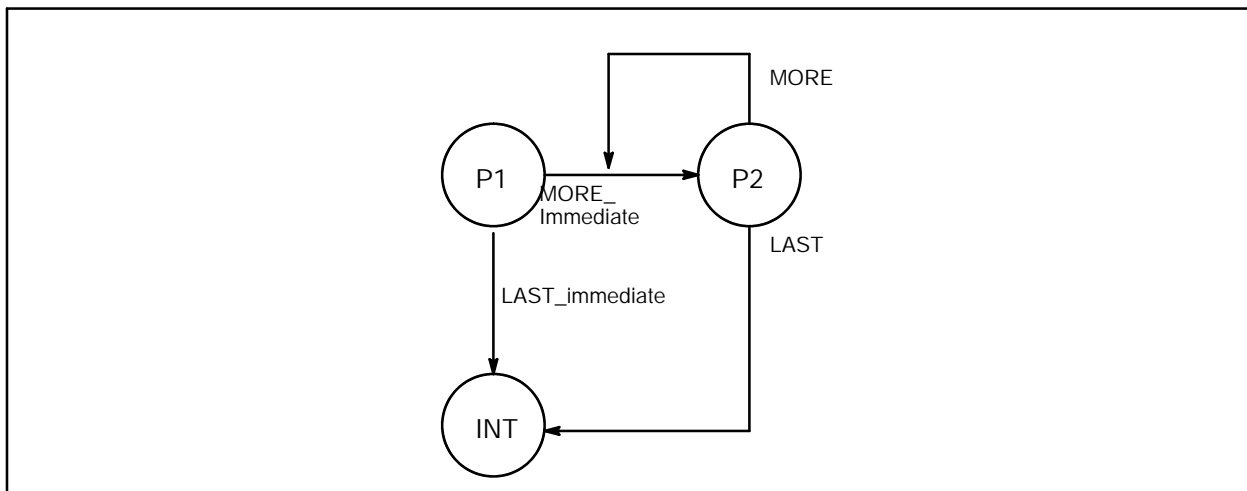 MORE
P1
P2
MORE_
Immediate
LAST
LAST_immediate
INT